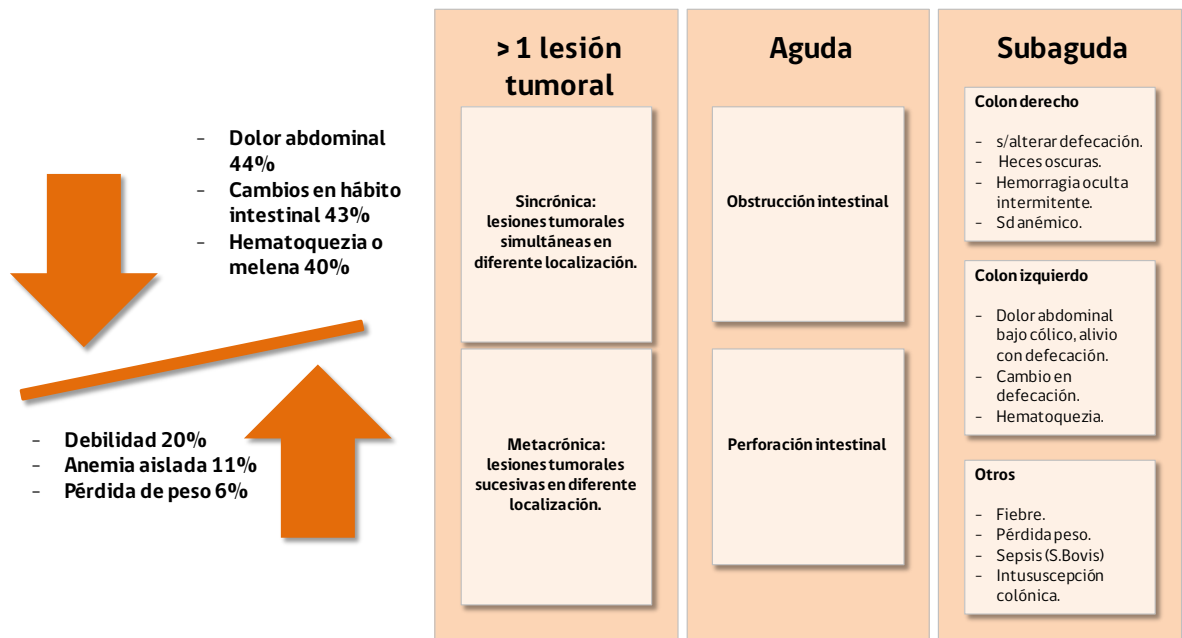 - Dolor abdominal
44%
- Cambios en hábito
intestinal 43%
- Hematoquezia o
melena 40%
- Debilidad 20%
- Anemia aislada 11%
- Pérdida de peso 6%
> 1 lesión
tumoral
Sincrónica:
lesiones tumorales
simultáneas en
diferente localización.
Metacrónica:
lesiones tumorales
sucesivas en diferente
localización.
Aguda
Obstrucción intestinal
Perforación intestinal
Subaguda
Colon derecho
- s/alterar defecación.
- Heces oscuras.
- Hemorragia oculta
intermitente.
- Sd anémico.
Colon izquierdo
- Dolor abdominal
bajo cólico, alivio
con defecación.
- Cambio en
defecación.
- Hematoquezia.
Otros
- Fiebre.
- Pérdida peso.
- Sepsis (S.Bovis)
- Intususcepción
colónica.